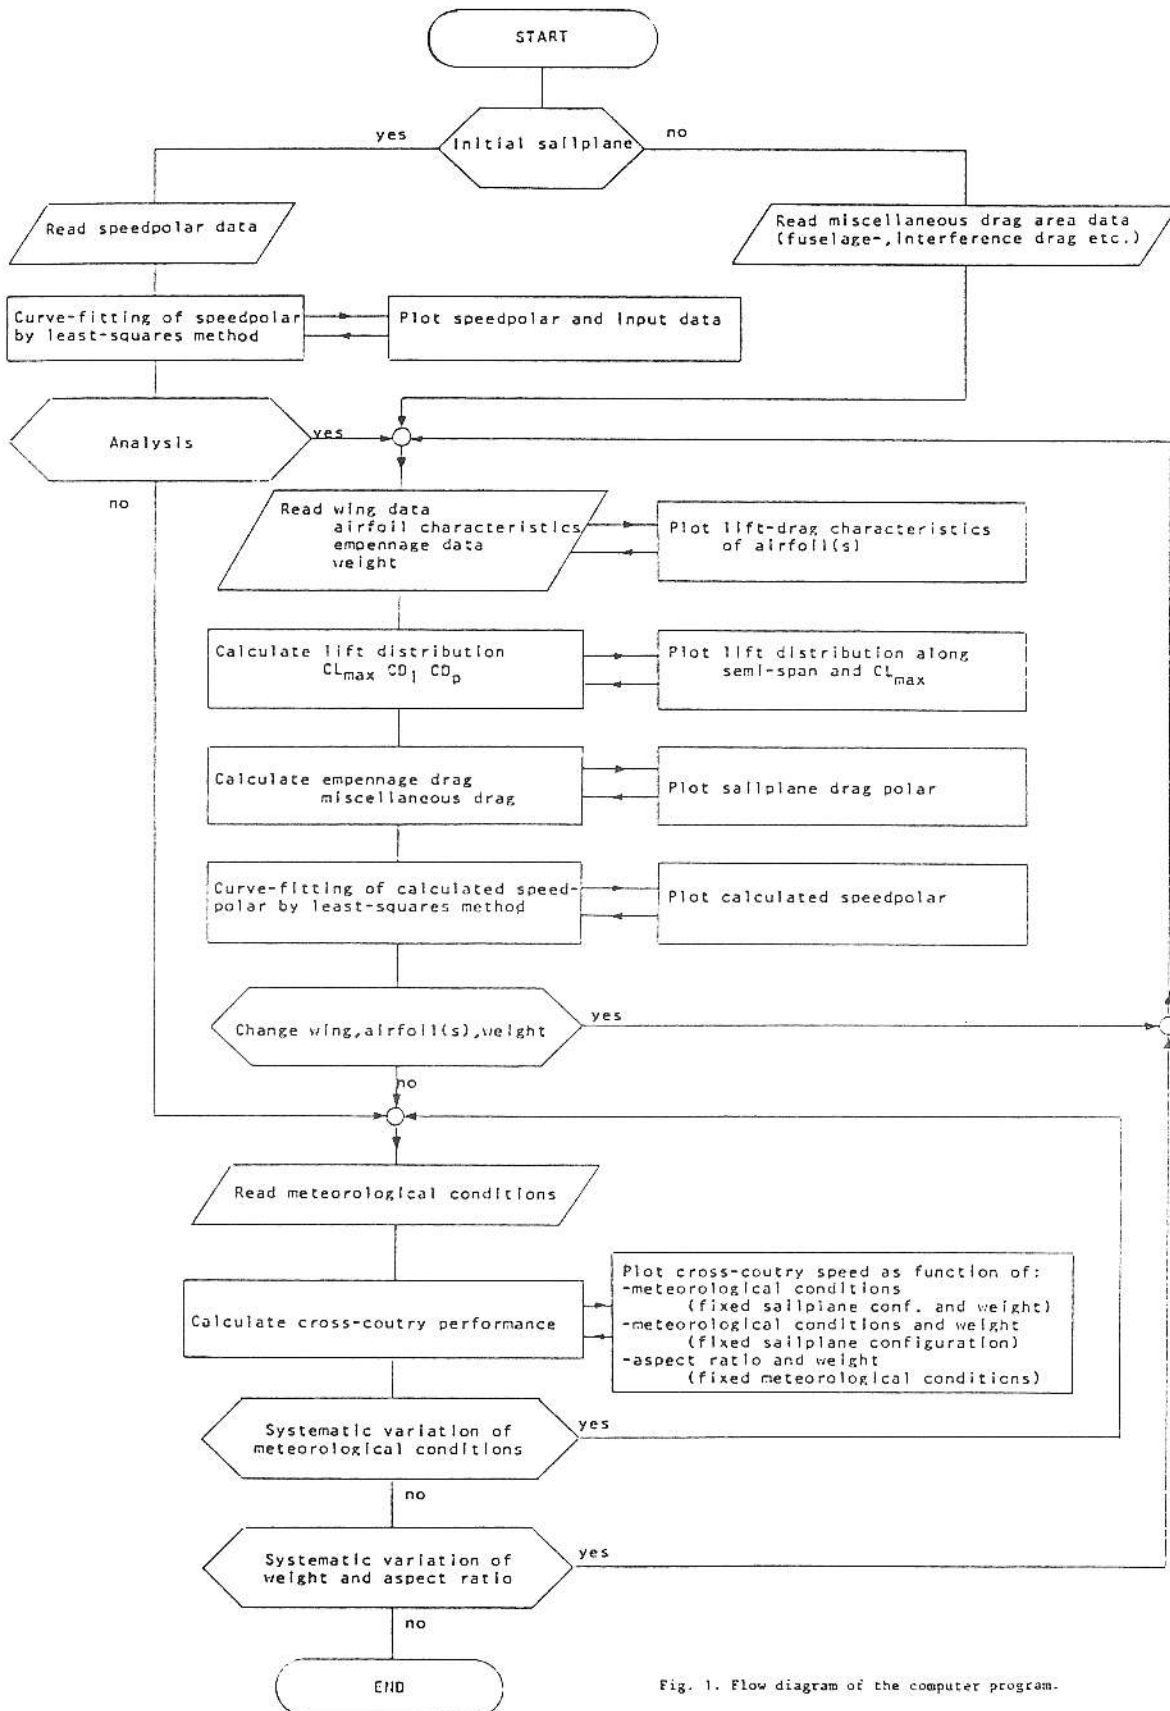 START
yes
Initial sailplane
no
Read speedpolar data
Read miscellaneous drag area data
(fuselage-,interference drag etc.)
Curve-fitting of speedpolar
by least-squares method
Plot speedpolar and input data
Analysis
yes
no
Read wing data
airfoil characteristics
empennage data
weight
Plot lift-drag characteristics
of airfoil(s)
Calculate lift distribution
CLmax CDi CDp
Plot lift distribution along
semi-span and CLmax
Calculate empennage drag
miscellaneous drag
Plot sailplane drag polar
Curve-fitting of calculated speed-
polar by least-squares method
Plot calculated speedpolar
Change wing,airfoil(s),weight
yes
no
Read meteorological conditions
Calculate cross-coutry performance
Plot cross-coutry speed as function of:
-meteorological conditions
(fixed sailplane conf. and weight)
-meteorological conditions and weight
(fixed sailplane configuration)
-aspect ratio and weight
(fixed meteorological conditions)
Systematic variation of
meteorological conditions
yes
no
Systematic variation of
weight and aspect ratio
yes
no
END
Fig. 1. Flow diagram of the computer program.